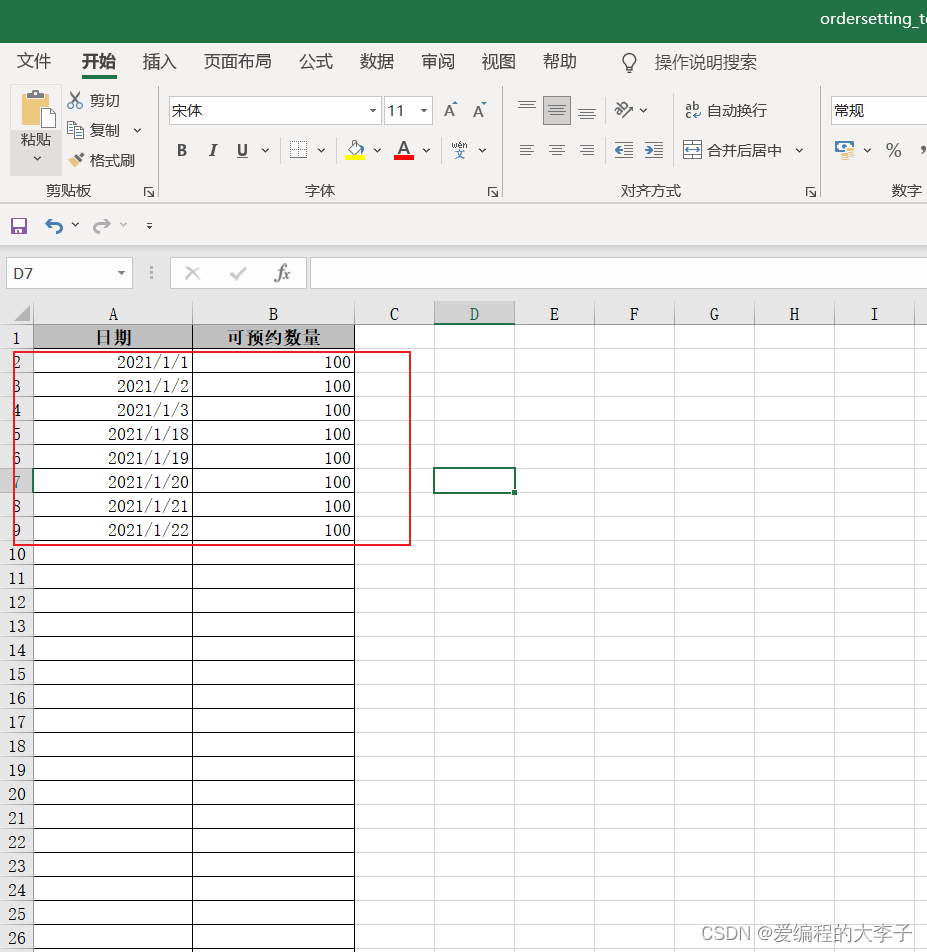 ordersetting_te
文件 开始 插入 页面布局 公式 数据 审阅 视图 帮助 操作说明搜索
剪切
宋体 11 A A ab 自动换行 常规
粘贴 复制
格式刷 B I U A wén 文 合并后居中 %
剪贴板 字体 对齐方式 数字
D7 fx
A B C D E F G H I
1 日期 可预约数量
2 2021/1/1 100
3 2021/1/2 100
4 2021/1/3 100
5 2021/1/18 100
6 2021/1/19 100
7 2021/1/20 100
8 2021/1/21 100
9 2021/1/22 100
10
11
12
13
14
15
16
17
18
19
20
21
22
23
24
25
26
CSDN @爱编程的大李子